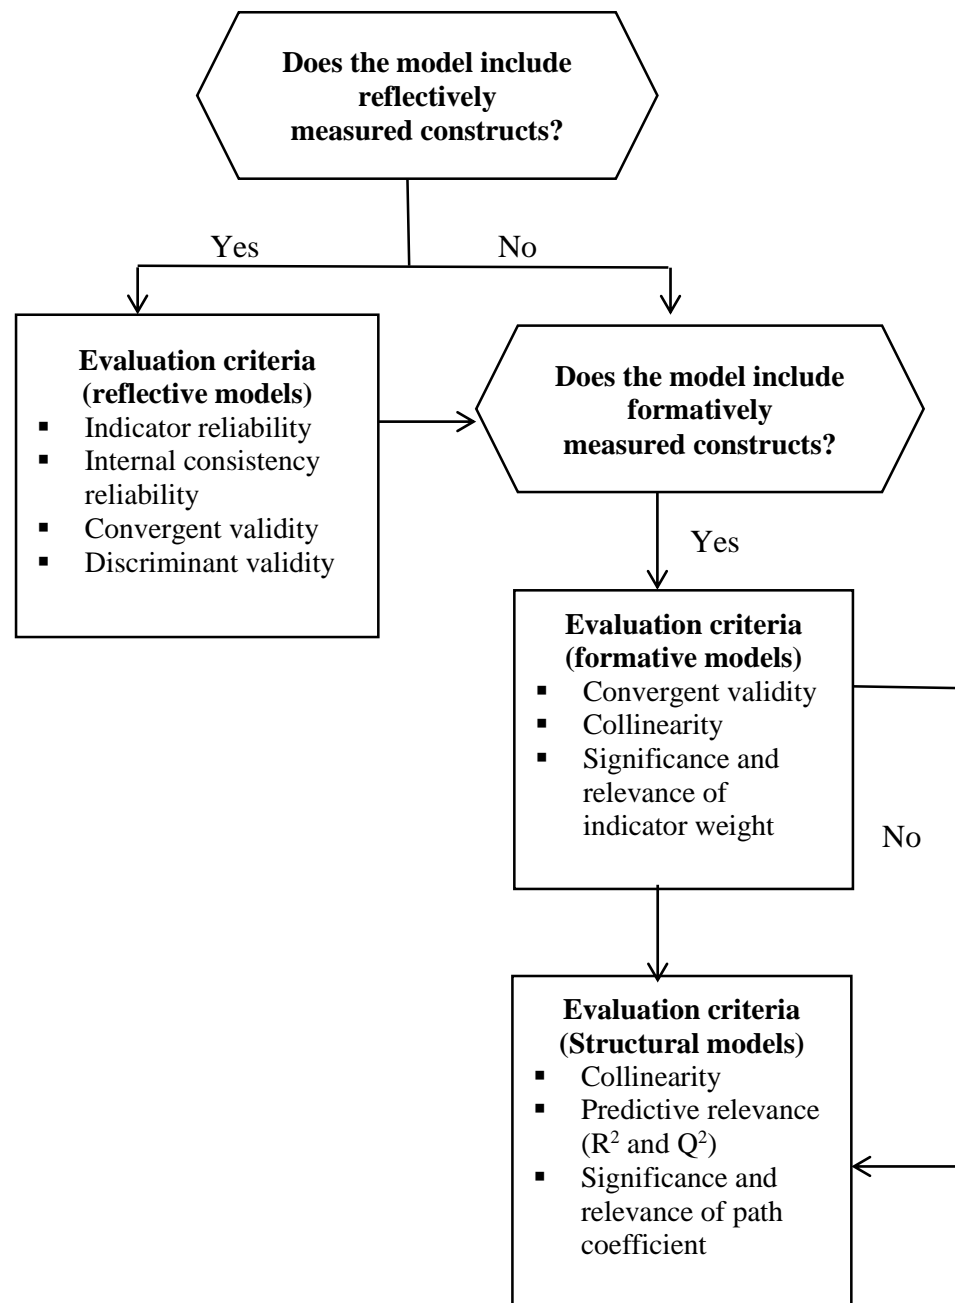 Does the model include
reflectively
measured constructs?
Yes
No
Evaluation criteria
(reflective models)
▪ Indicator reliability
▪ Internal consistency
reliability
▪ Convergent validity
▪ Discriminant validity
Does the model include
formatively
measured constructs?
Yes
Evaluation criteria
(formative models)
▪ Convergent validity
▪ Collinearity
▪ Significance and
relevance of
indicator weight
No
Evaluation criteria
(Structural models)
▪ Collinearity
▪ Predictive relevance
(R² and Q²)
▪ Significance and
relevance of path
coefficient